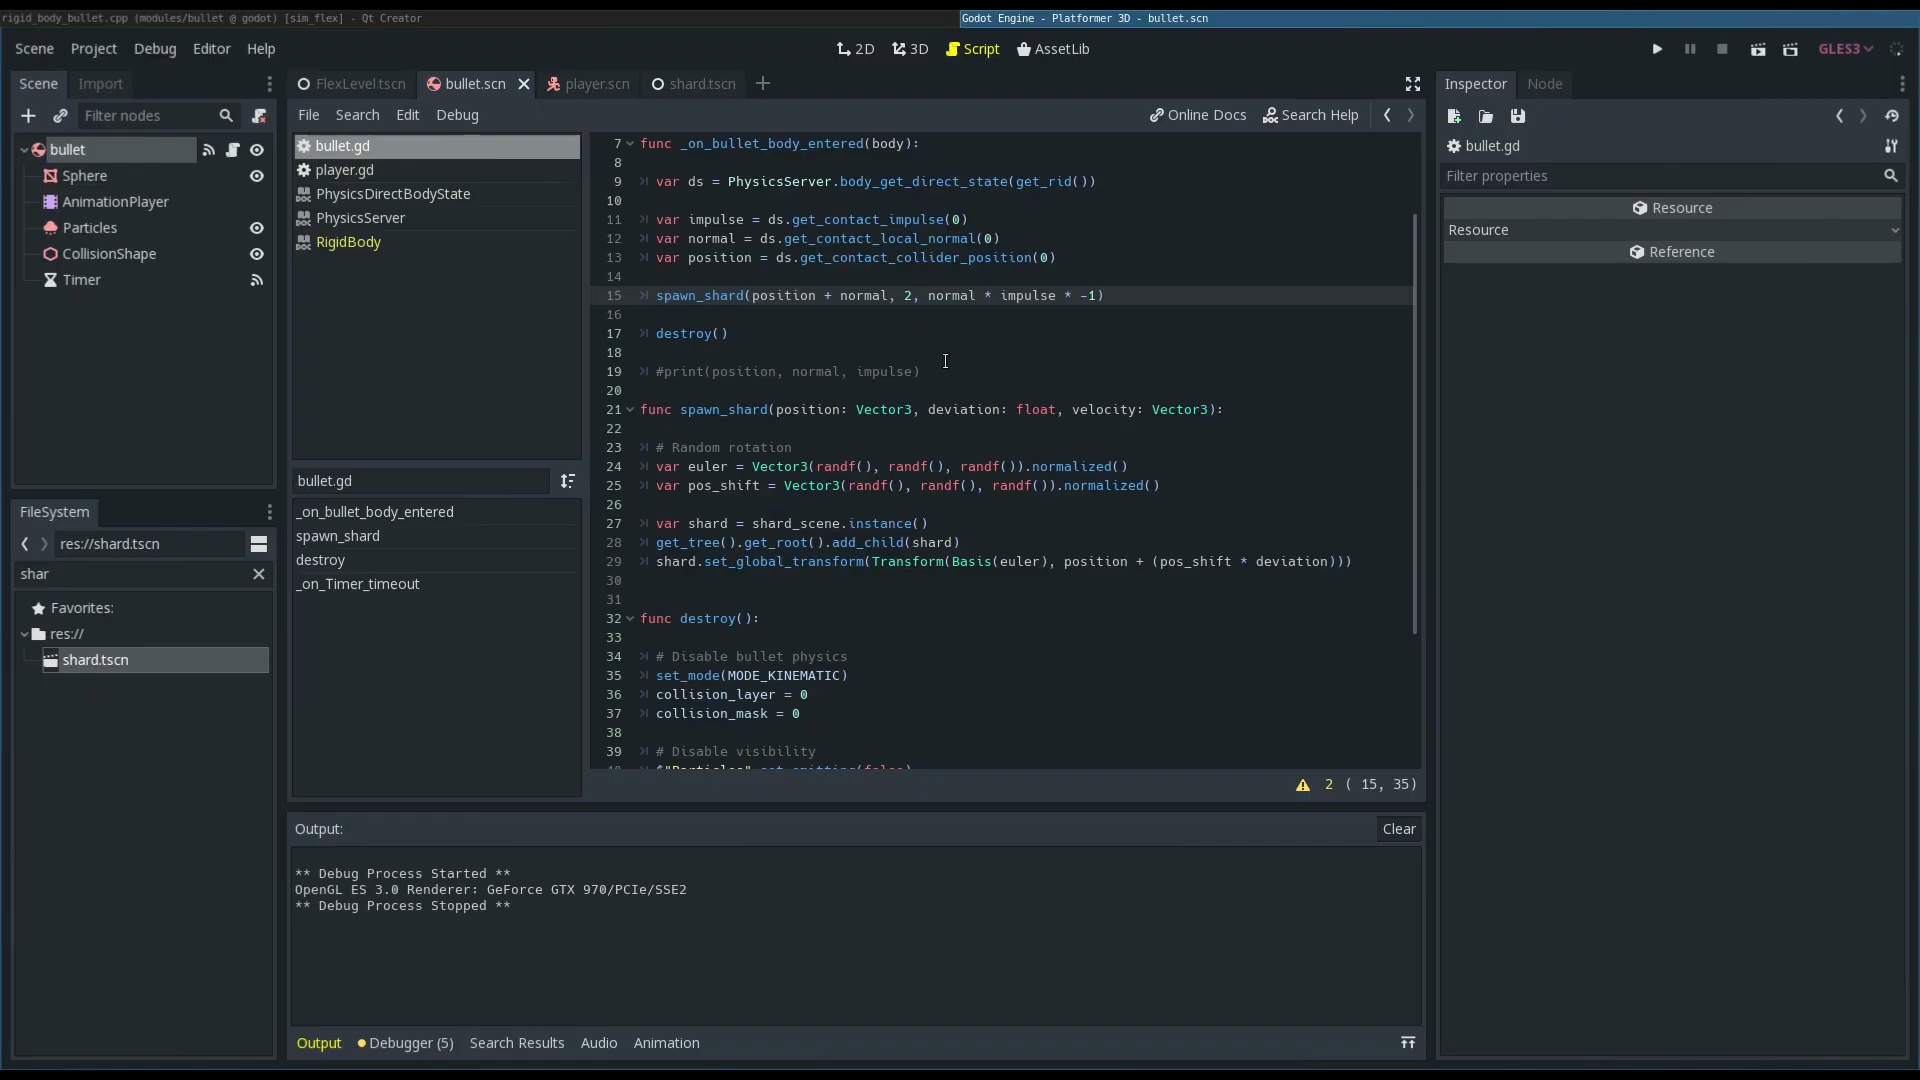 rigid_body_bullet.cpp (modules/bullet @ godot) [sim_flex] - Qt Creator
Godot Engine - Platformer 3D - bullet.scn
Scene Project Debug Editor Help
2D 3D Script AssetLib
GLES3
Scene Import
Filter nodes
bullet
Sphere
AnimationPlayer
Particles
CollisionShape
Timer
FileSystem
res://shard.tscn
shar
Favorites:
res://
shard.tscn
FlexLevel.tscn bullet.scn player.scn shard.tscn
File Search Edit Debug
Online Docs Search Help
bullet.gd
player.gd
PhysicsDirectBodyState
PhysicsServer
RigidBody
bullet.gd
_on_bullet_body_entered
spawn_shard
destroy
_on_Timer_timeout
7 func _on_bullet_body_entered(body):
8
9 var ds = PhysicsServer.body_get_direct_state(get_rid())
10
11 var impulse = ds.get_contact_impulse(0)
12 var normal = ds.get_contact_local_normal(0)
13 var position = ds.get_contact_collider_position(0)
14
15 spawn_shard(position + normal, 2, normal * impulse * -1)
16
17 destroy()
18
19 #print(position, normal, impulse)
20
21 func spawn_shard(position: Vector3, deviation: float, velocity: Vector3):
22
23 # Random rotation
24 var euler = Vector3(randf(), randf(), randf()).normalized()
25 var pos_shift = Vector3(randf(), randf(), randf()).normalized()
26
27 var shard = shard_scene.instance()
28 get_tree().get_root().add_child(shard)
29 shard.set_global_transform(Transform(Basis(euler), position + (pos_shift * deviation)))
30
31
32 func destroy():
33
34 # Disable bullet physics
35 set_mode(MODE_KINEMATIC)
36 collision_layer = 0
37 collision_mask = 0
38
39 # Disable visibility
40 $"Particles".set_emitting(false)
2 ( 15, 35)
Output:
Clear
** Debug Process Started **
OpenGL ES 3.0 Renderer: GeForce GTX 970/PCIe/SSE2
** Debug Process Stopped **
Output Debugger (5) Search Results Audio Animation
Inspector Node
bullet.gd
Filter properties
Resource
Resource
Reference